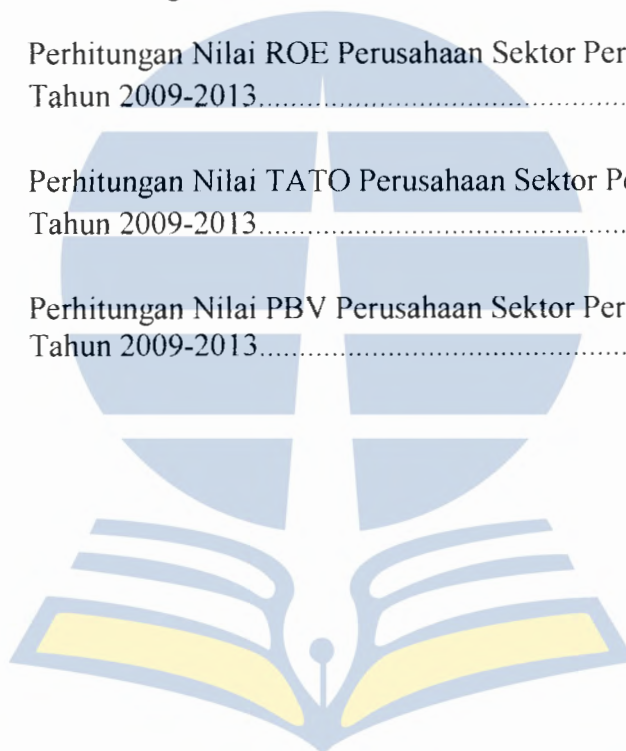 Perhitungan Nilai ROE Perusahaan Sektor Per
Tahun 2009-2013................................................
Perhitungan Nilai TATO Perusahaan Sektor Pe
Tahun 2009-2013................................................
Perhitungan Nilai PBV Perusahaan Sektor Per
Tahun 2009-2013................................................